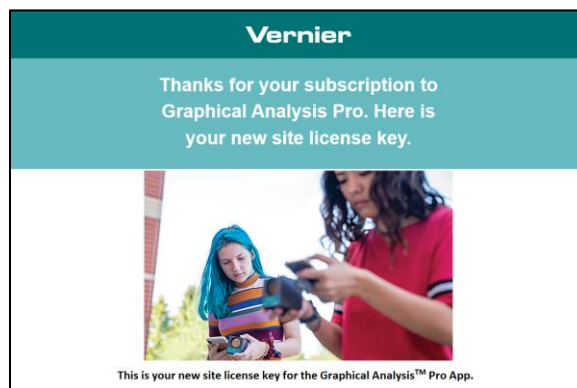 Vernier
Thanks for your subscription to
Graphical Analysis Pro. Here is
your new site license key.
This is your new site license key for the Graphical Analysis™ Pro App.